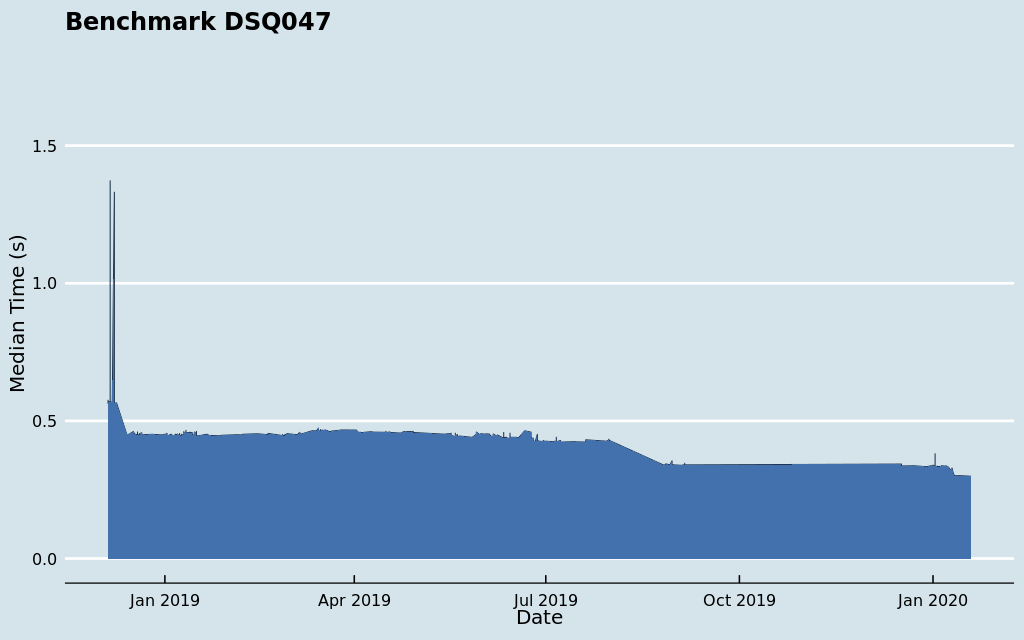 Benchmark DSQ047
Median Time (s)
1.5
1.0
0.5
0.0
Jan 2019
Apr 2019
Jul 2019
Oct 2019
Jan 2020
Date